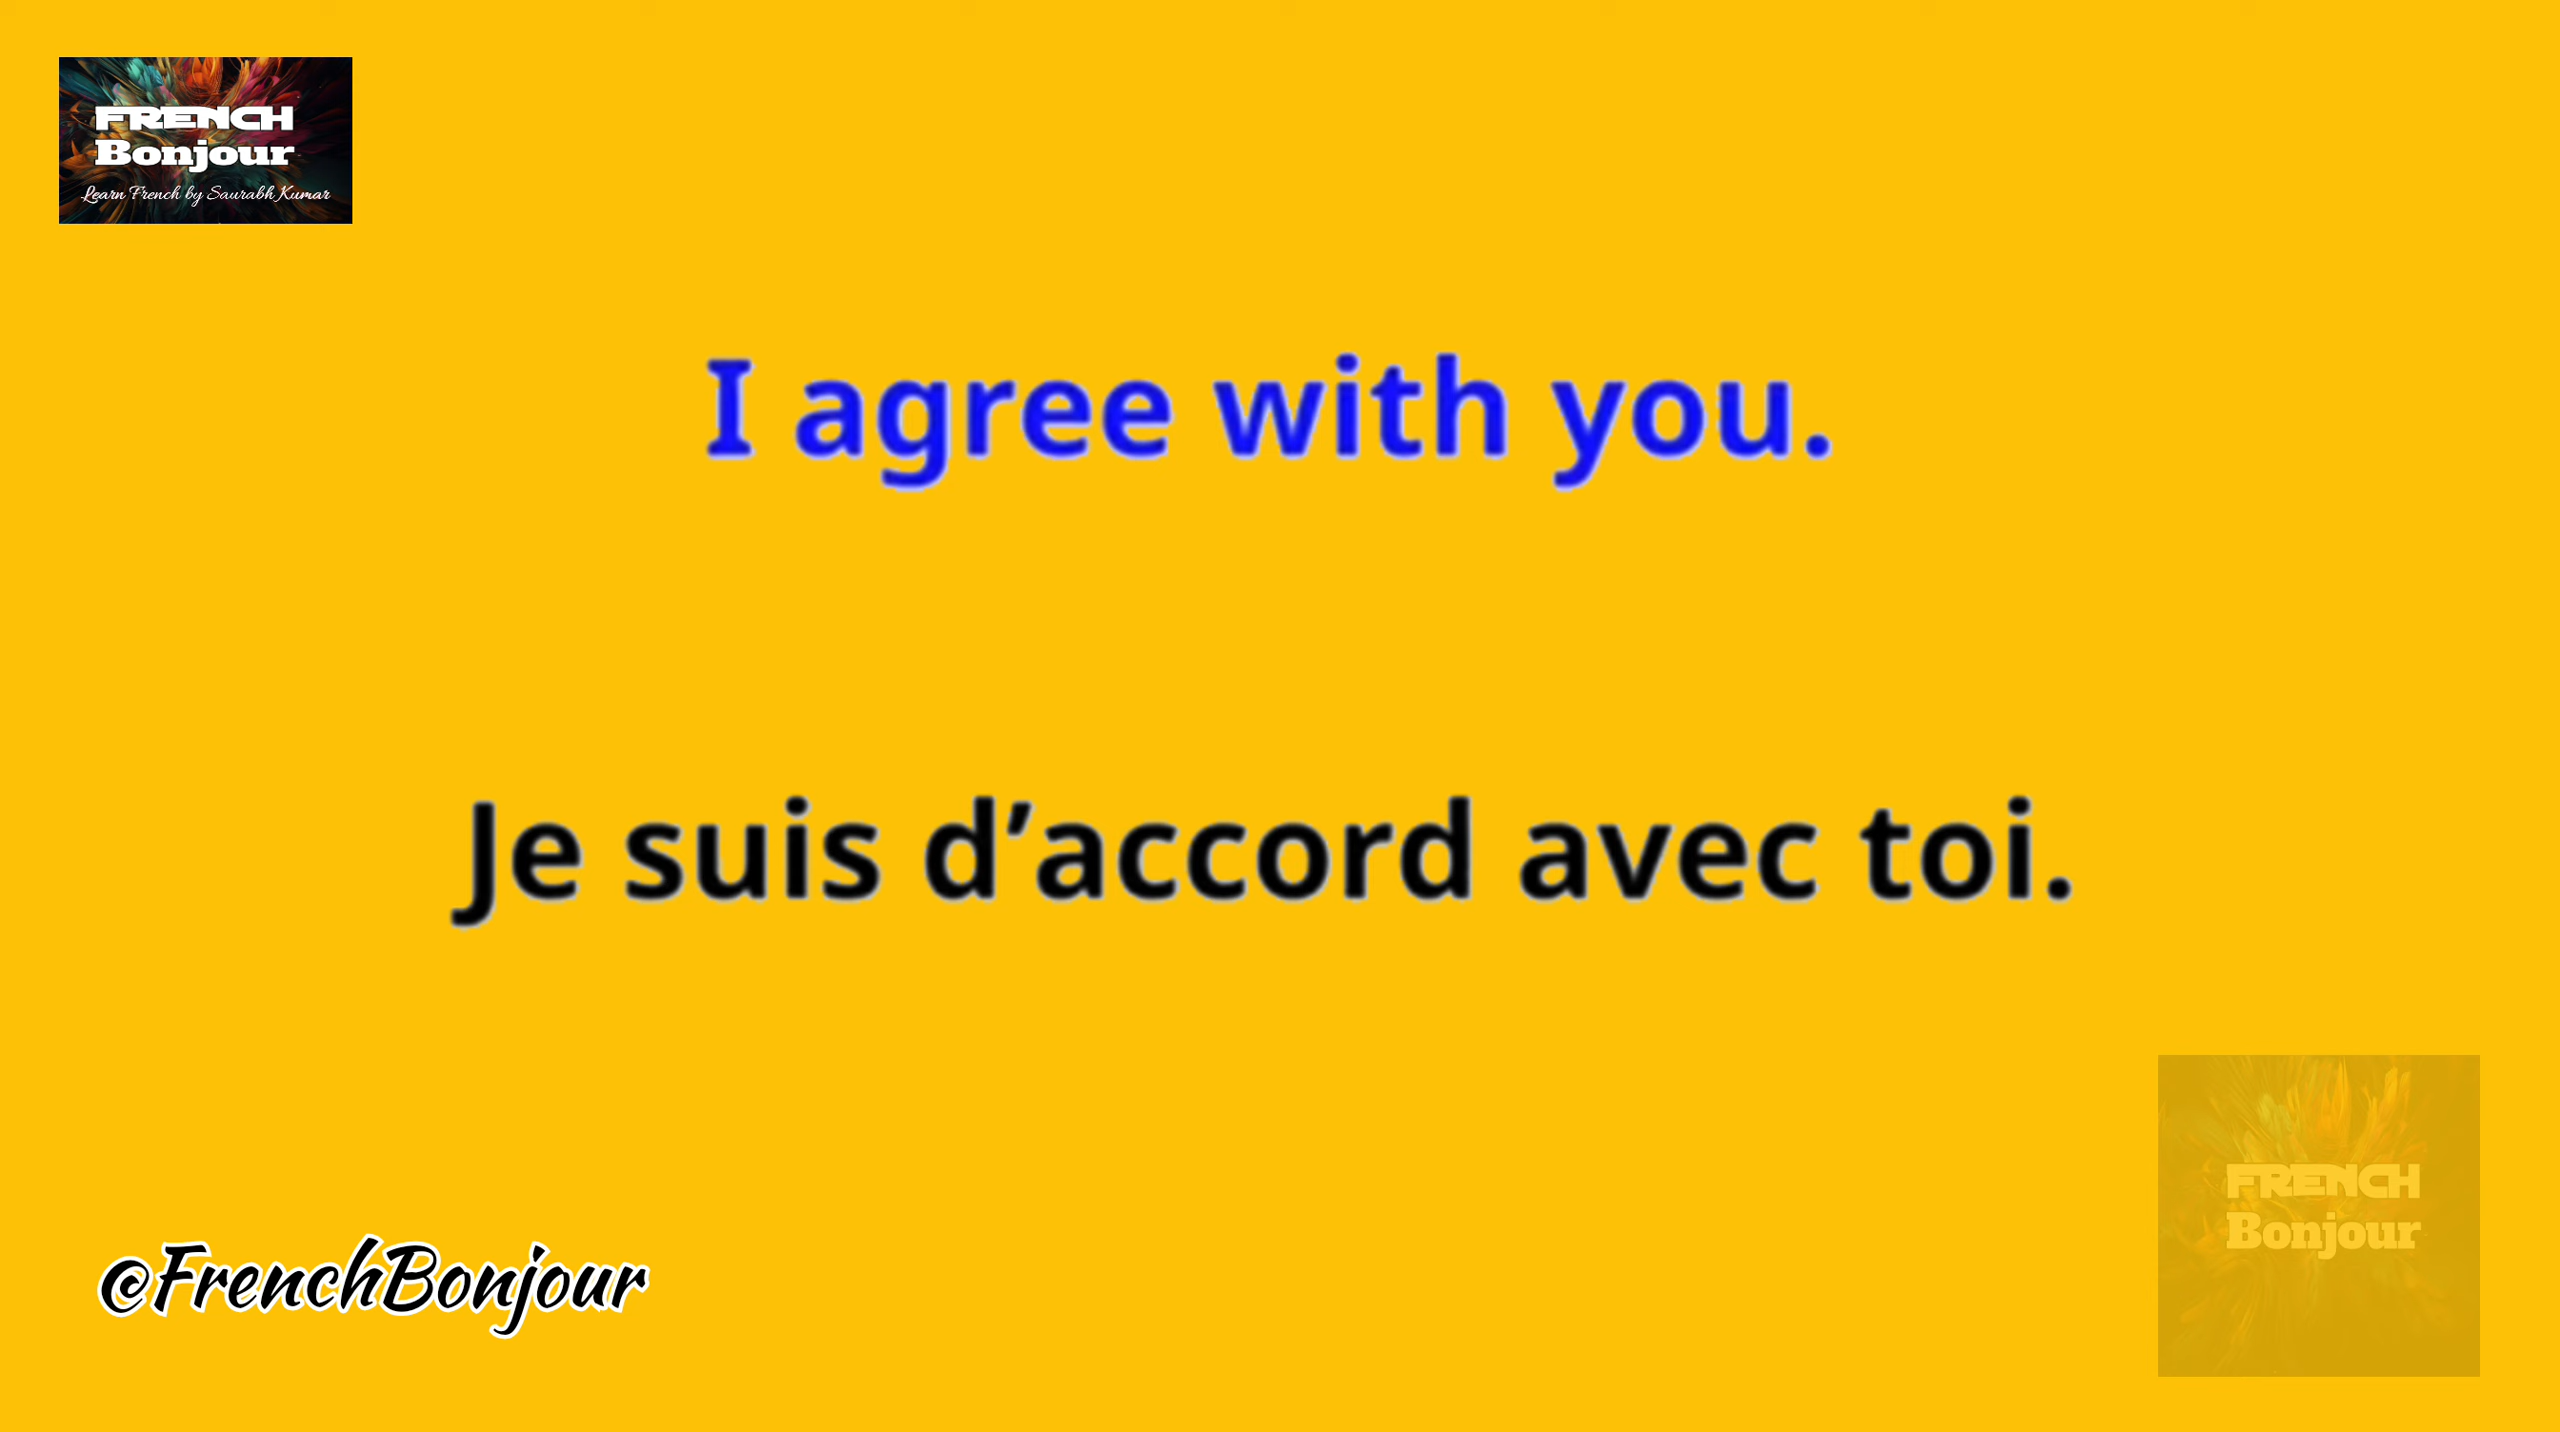 FRENCH
Bonjour
Learn French by Saurabh Kumar
I agree with you.
Je suis d’accord avec toi.
FRENCH
Bonjour
@FrenchBonjour